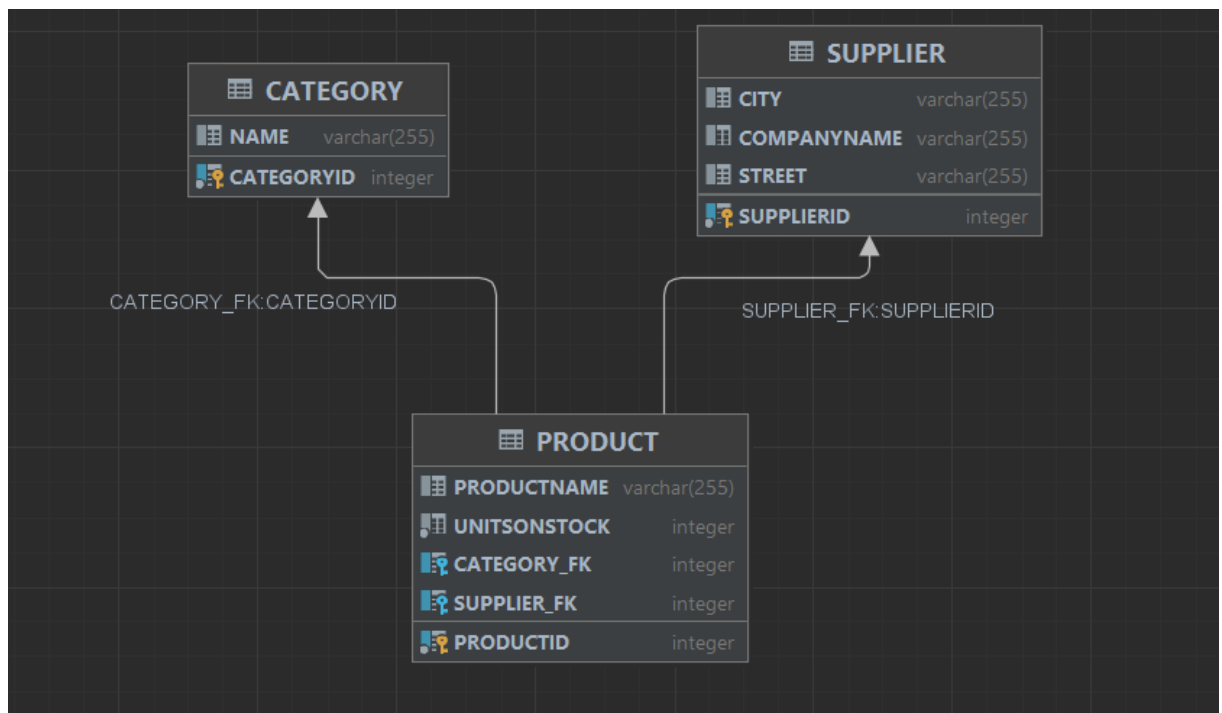 CATEGORY
NAME varchar(255)
CATEGORYID integer
SUPPLIER
CITY varchar(255)
COMPANYNAME varchar(255)
STREET varchar(255)
SUPPLIERID integer
CATEGORY_FK:CATEGORYID
SUPPLIER_FK:SUPPLIERID
PRODUCT
PRODUCTNAME varchar(255)
UNITSONSTOCK integer
CATEGORY_FK integer
SUPPLIER_FK integer
PRODUCTID integer